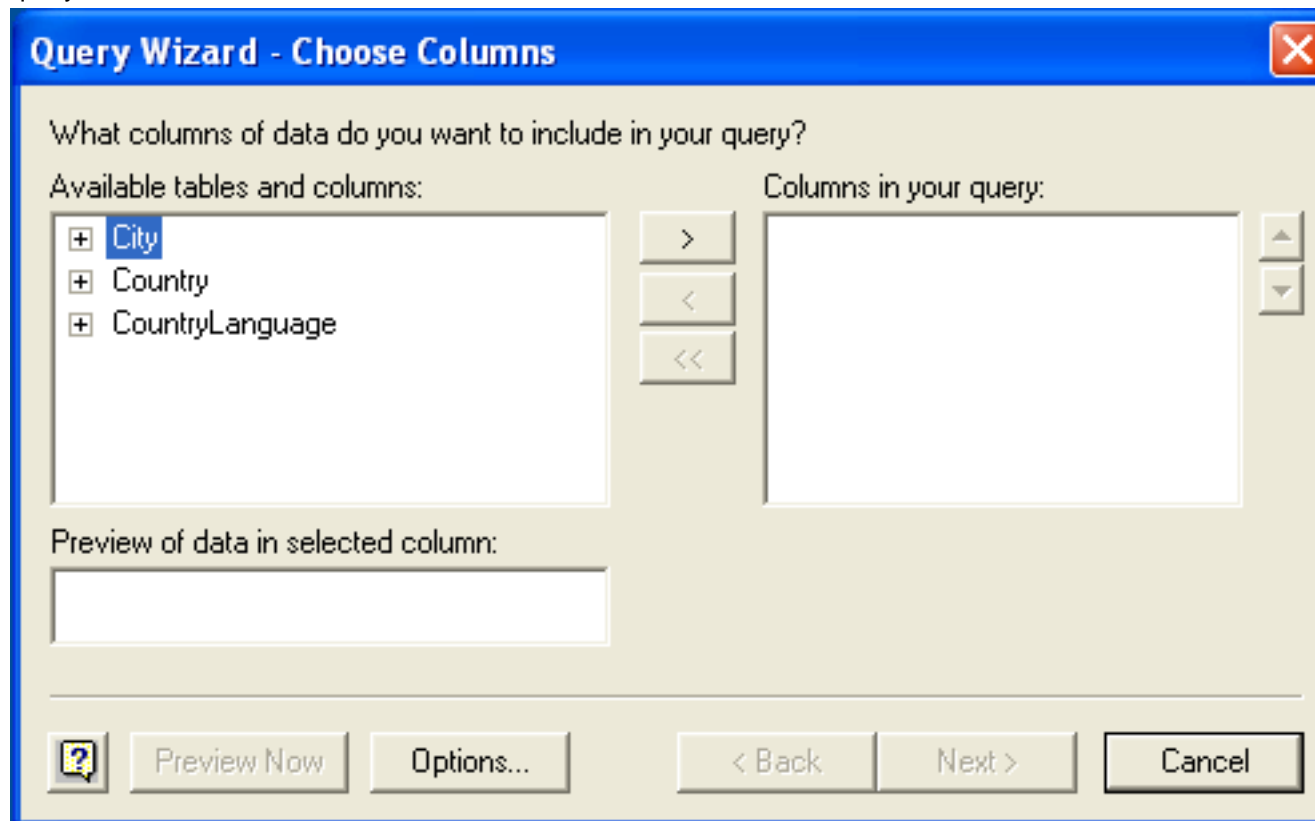 Query Wizard - Choose Columns
What columns of data do you want to include in your query?
Available tables and columns:
Columns in your query:
City
Country
CountryLanguage
>
<
<<
Preview of data in selected column:
Preview Now
Options...
< Back
Next >
Cancel